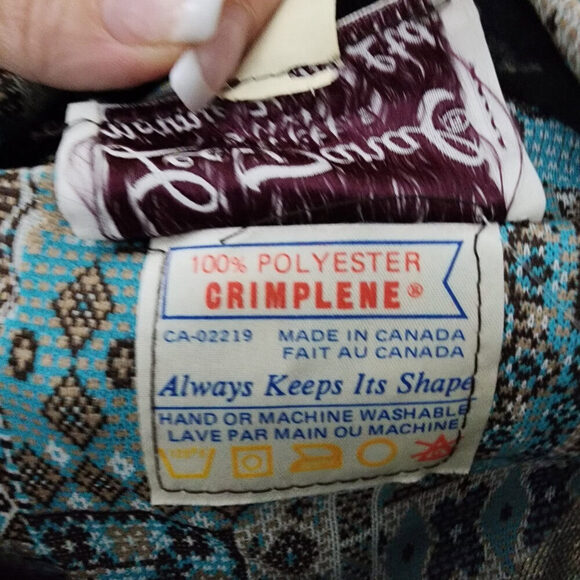 100% POLYESTER
CRIMPLENE®
CA-02219 MADE IN CANADA
FAIT AU CANADA
Always Keeps Its Shape
HAND OR MACHINE WASHABLE
LAVE PAR MAIN OU MACHINE